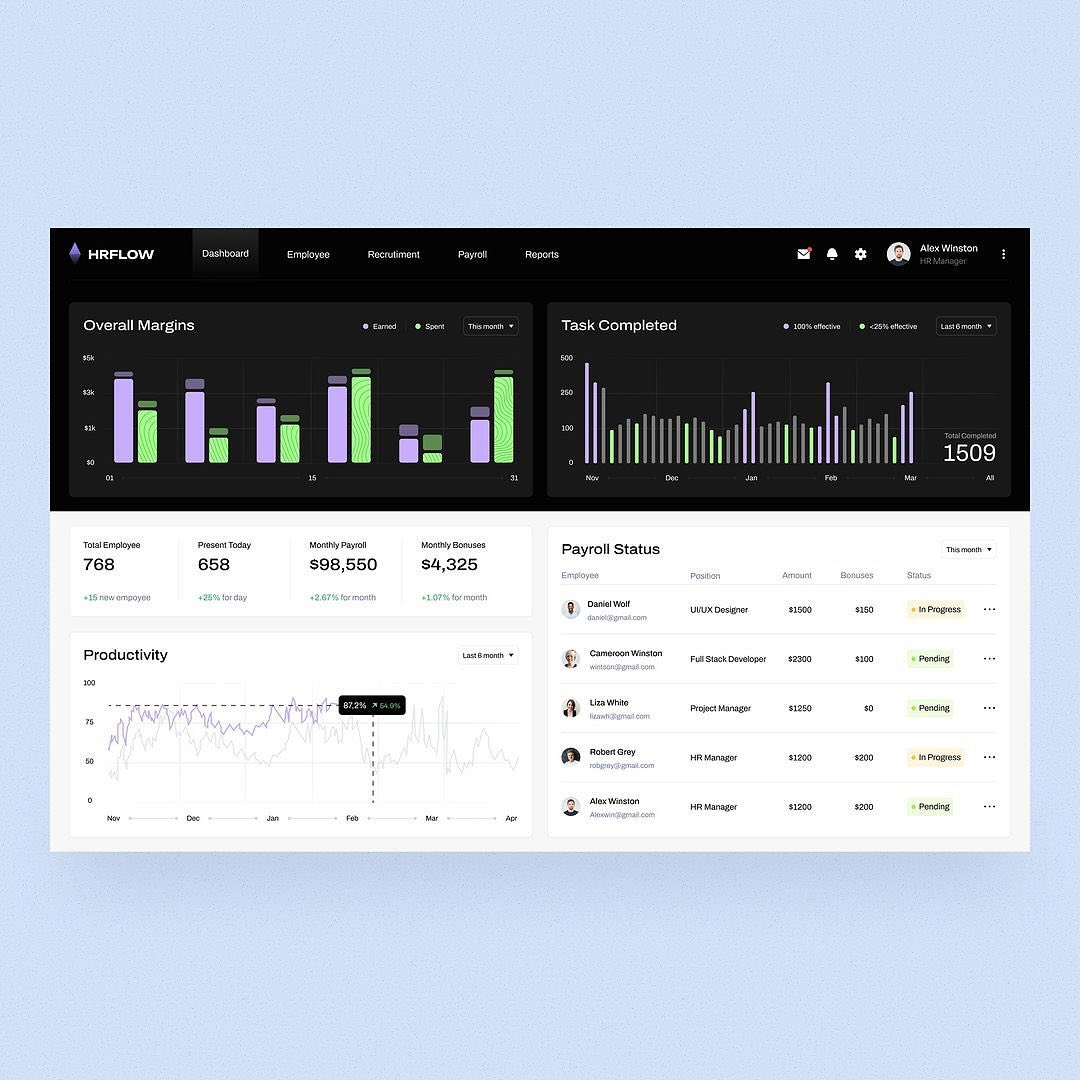 HRFLOW
Dashboard
Employee
Recrutiment
Payroll
Reports
Alex Winston
HR Manager
Overall Margins
Earned
Spent
This month
$5k
$3k
$1k
$0
01
15
31
Task Completed
100% effective
<25% effective
Last 6 month
500
250
100
0
Total Completed
1509
Nov
Dec
Jan
Feb
Mar
All
Total Employee
768
+15 new empoyee
Present Today
658
+25% for day
Monthly Payroll
$98,550
+2.67% for month
Monthly Bonuses
$4,325
+1.07% for month
Productivity
Last 6 month
100
75
50
0
87,2% 54.9%
Nov
Dec
Jan
Feb
Mar
Apr
Payroll Status
This month
Employee Position Amount Bonuses Status
Daniel Wolf
daniel@gmail.com
UI/UX Designer $1500 $150 In Progress
Cameroon Winston
wintson@gmail.com
Full Stack Developer $2300 $100 Pending
Liza White
lizawh@gmail.com
Project Manager $1250 $0 Pending
Robert Grey
robgrey@gmail.com
HR Manager $1200 $200 In Progress
Alex Winston
Alexwin@gmail.com
HR Manager $1200 $200 Pending